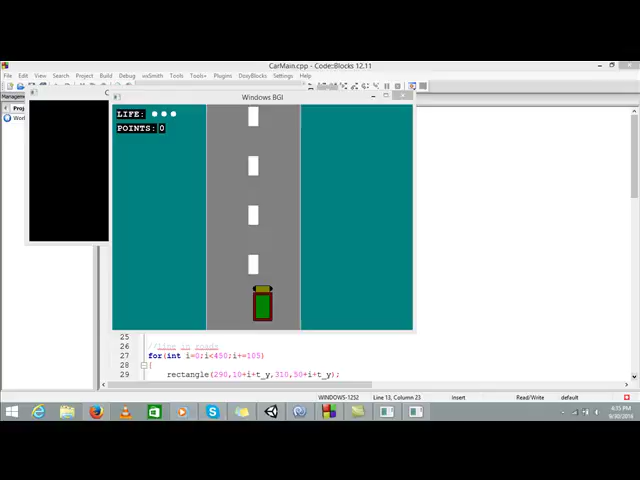 CarMain.cpp - Code::Blocks 12.11
File Edit View Search Project Build Debug wxSmith Tools Tools+ Plugins DoxyBlocks Settings Help
Windows BGI
LIFE:
POINTS: 0
25
26 //line in roads
27 for(int i=0;i<450;i+=105)
28 {
29 rectangle(290,10+i+t_y,310,50+i+t_y);
WINDOWS-1252 Line 13, Column 23 Insert Read/Write default
4:35 PM
9/30/2016